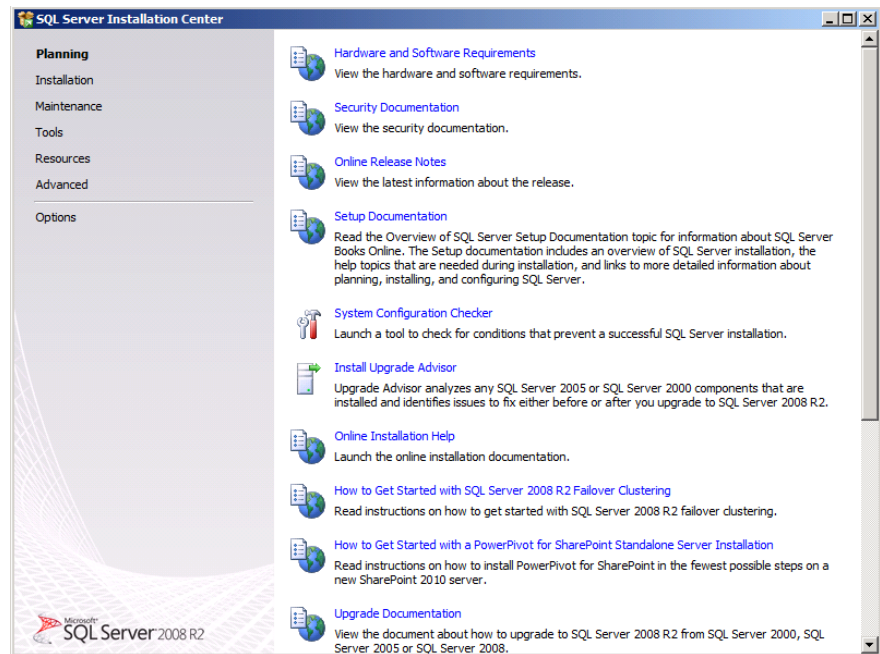 SQL Server Installation Center
Planning
Installation
Maintenance
Tools
Resources
Advanced
Options
Hardware and Software Requirements
View the hardware and software requirements.
Security Documentation
View the security documentation.
Online Release Notes
View the latest information about the release.
Setup Documentation
Read the Overview of SQL Server Setup Documentation topic for information about SQL Server
Books Online. The Setup documentation includes an overview of SQL Server installation, the
help topics that are needed during installation, and links to more detailed information about
planning, installing, and configuring SQL Server.
System Configuration Checker
Launch a tool to check for conditions that prevent a successful SQL Server installation.
Install Upgrade Advisor
Upgrade Advisor analyzes any SQL Server 2005 or SQL Server 2000 components that are
installed and identifies issues to fix either before or after you upgrade to SQL Server 2008 R2.
Online Installation Help
Launch the online installation documentation.
How to Get Started with SQL Server 2008 R2 Failover Clustering
Read instructions on how to get started with SQL Server 2008 R2 failover clustering.
How to Get Started with a PowerPivot for SharePoint Standalone Server Installation
Read instructions on how to install PowerPivot for SharePoint in the fewest possible steps on a
new SharePoint 2010 server.
Upgrade Documentation
View the document about how to upgrade to SQL Server 2008 R2 from SQL Server 2000, SQL
Server 2005 or SQL Server 2008.
Microsoft
SQL Server 2008 R2